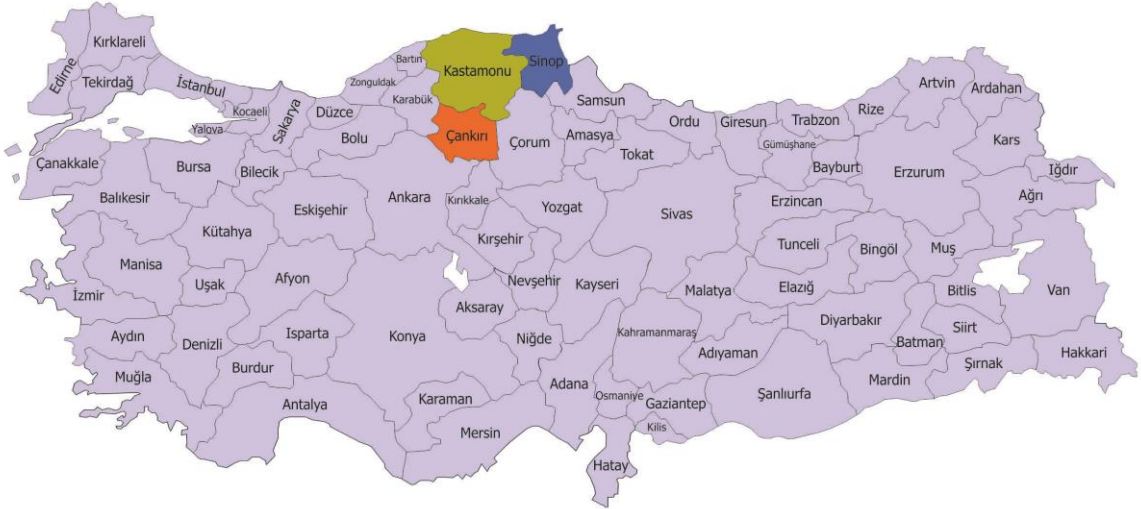 Kırklareli
Edirne
Tekirdağ
İstanbul
Kocaeli
Yalova
Sakarya
Düzce
Zonguldak
Bartın
Karabük
Kastamonu
Sinop
Çankırı
Bolu
Samsun
Çorum
Amasya
Ordu
Tokat
Giresun
Trabzon
Gümüşhane
Bayburt
Rize
Artvin
Ardahan
Kars
Iğdır
Erzurum
Ağrı
Çanakkale
Bursa
Bilecik
Balıkesir
Eskişehir
Ankara
Kırıkkale
Yozgat
Sivas
Erzincan
Kütahya
Kırşehir
Tunceli
Bingöl
Muş
Manisa
Uşak
Afyon
Nevşehir
Kayseri
Malatya
Elazığ
Bitlis
Van
İzmir
Aksaray
Aydın
Denizli
Isparta
Konya
Niğde
Kahramanmaraş
Adıyaman
Diyarbakır
Batman
Siirt
Şırnak
Hakkari
Muğla
Burdur
Antalya
Karaman
Mersin
Adana
Osmaniye
Gaziantep
Kilis
Şanlıurfa
Mardin
Hatay